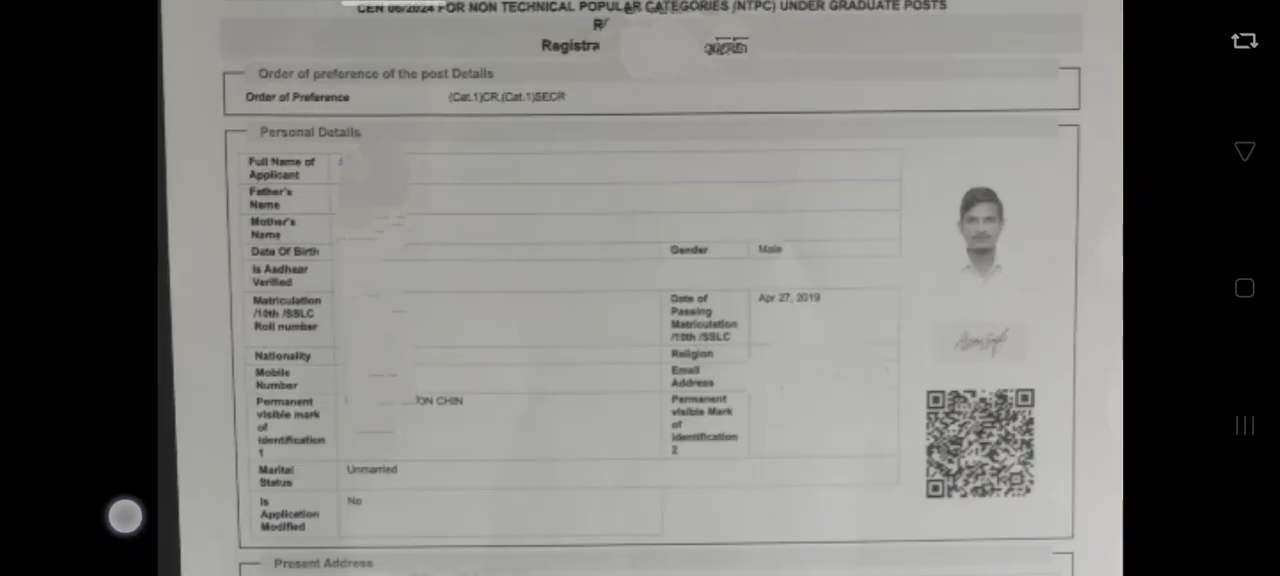 CEN 06/2024 FOR NON TECHNICAL POPULAR CATEGORIES (NTPC) UNDER GRADUATE POSTS
Registra
Order of preference of the post Details
Order of Preference (Cat.1)CR,(Cat.1)SECR
Personal Details
Full Name of
Applicant
Father's
Name
Mother's
Name
Date Of Birth Gender Male
Is Aadhaar
Verified
Matriculation
/10th /SSLC
Roll number
Date of
Passing
Matriculation
/10th /SSLC
Apr 27, 2019
Nationality Religion
Mobile
Number
Email
Address
Permanent
visible mark
of
identification
1
ON CHIN
Permanent
visible Mark
of
identification
2
Marital
Status
Unmarried
Is
Application
Modified
No
Present Address